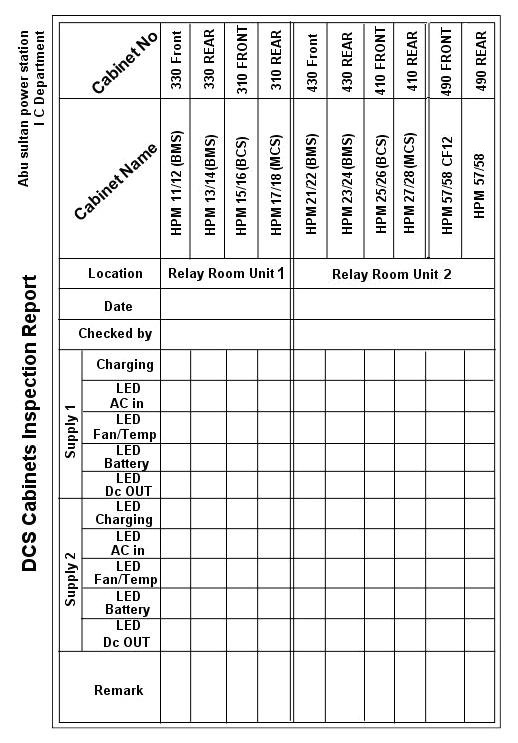 Abu sultan power station
I C Department
DCS Cabinets Inspection Report
Cabinet No
330 Front
330 REAR
310 FRONT
310 REAR
430 Front
430 REAR
410 FRONT
410 REAR
490 FRONT
490 REAR
Cabinet Name
HPM 11/12 (BMS)
HPM 13/14(BMS)
HPM 15/16(BCS)
HPM 17/18 (MCS)
HPM 21/22 (BMS)
HPM 23/24 (BMS)
HPM 25/26 (BCS)
HPM 27/28 (MCS)
HPM 57/58 CF12
HPM 57/58
Location
Relay Room Unit 1
Relay Room Unit 2
Date
Checked by
Supply 1
Charging
LED
AC in
LED
Fan/Temp
LED
Battery
LED
Dc OUT
Supply 2
LED
Charging
LED
AC in
LED
Fan/Temp
LED
Battery
LED
Dc OUT
Remark